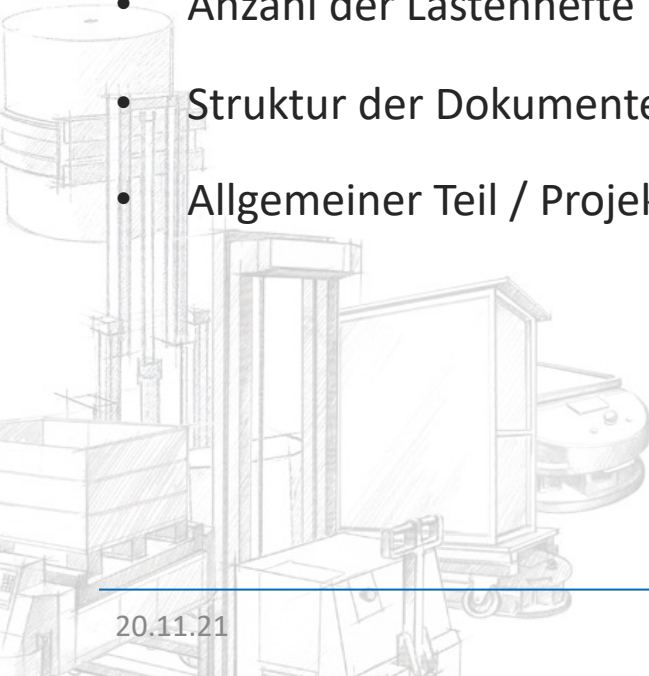 • Anzahl der Lastenhefte
• Struktur der Dokumente
• Allgemeiner Teil / Projek
20.11.21